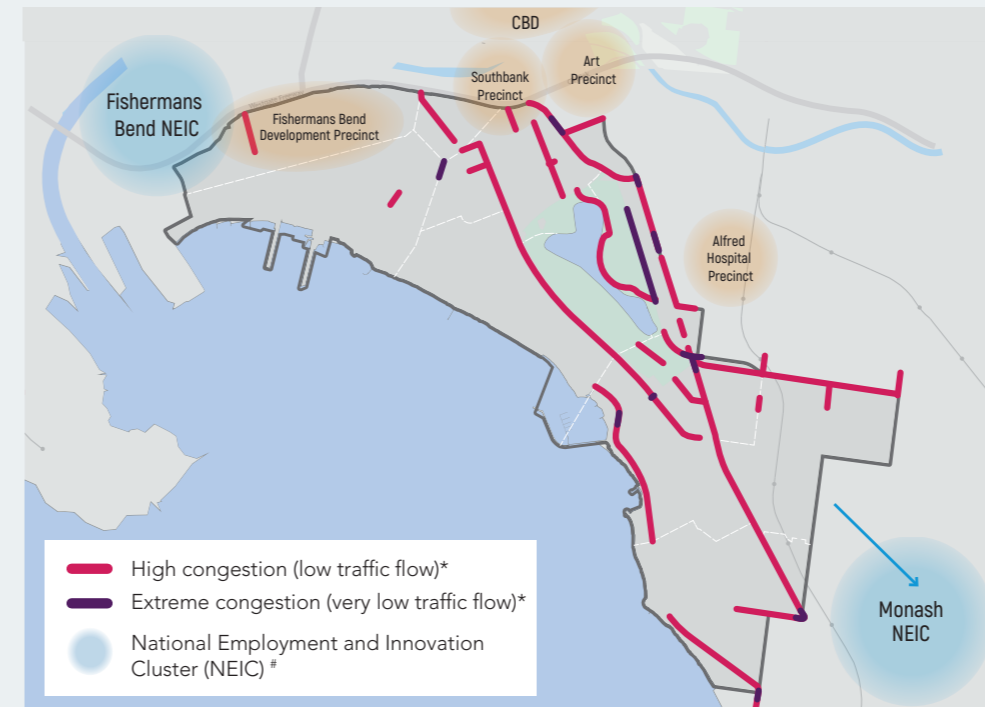 CBD
Art
Precinct
Southbank
Precinct
Fishermans
Bend NEIC
Fishermans Bend
Development Precinct
Alfred
Hospital
Precinct
Monash
NEIC
High congestion (low traffic flow)*
Extreme congestion (very low traffic flow)*
National Employment and Innovation
Cluster (NEIC) #